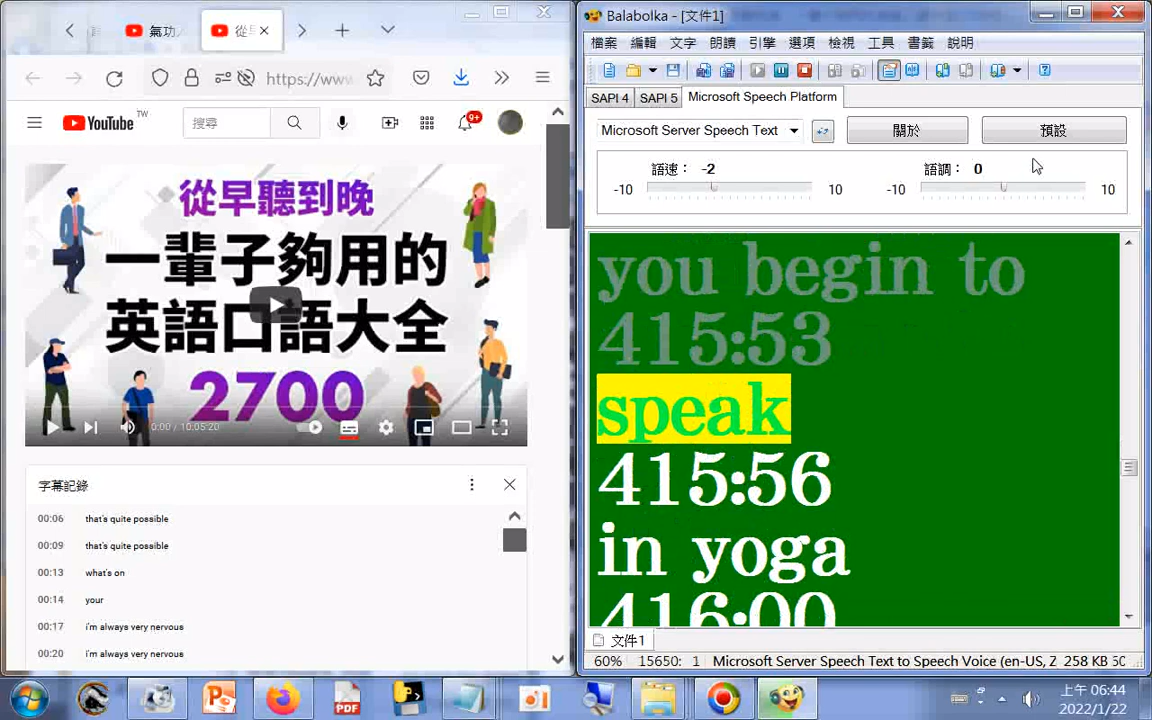 氣功
從
https://www
YouTube TW
搜尋
9+
從早聽到晚
一輩子夠用的
英語口語大全
2700
0:00 / 10:05:20
字幕記錄
00:06 that's quite possible
00:09 that's quite possible
00:13 what's on
00:14 your
00:17 i'm always very nervous
00:20 i'm always very nervous
Balabolka - [文件1]
檔案 編輯 文字 朗讀 引擎 選項 檢視 工具 書籤 說明
SAPI 4 SAPI 5 Microsoft Speech Platform
Microsoft Server Speech Text 關於 預設
語速： -2 語調： 0
-10 10 -10 10
you begin to
415:53
speak
415:56
in yoga
416:00
文件1
60% 15650: 1 Microsoft Server Speech Text to Speech Voice (en-US, Z 258 KB
PDF
上午 06:44
2022/1/22